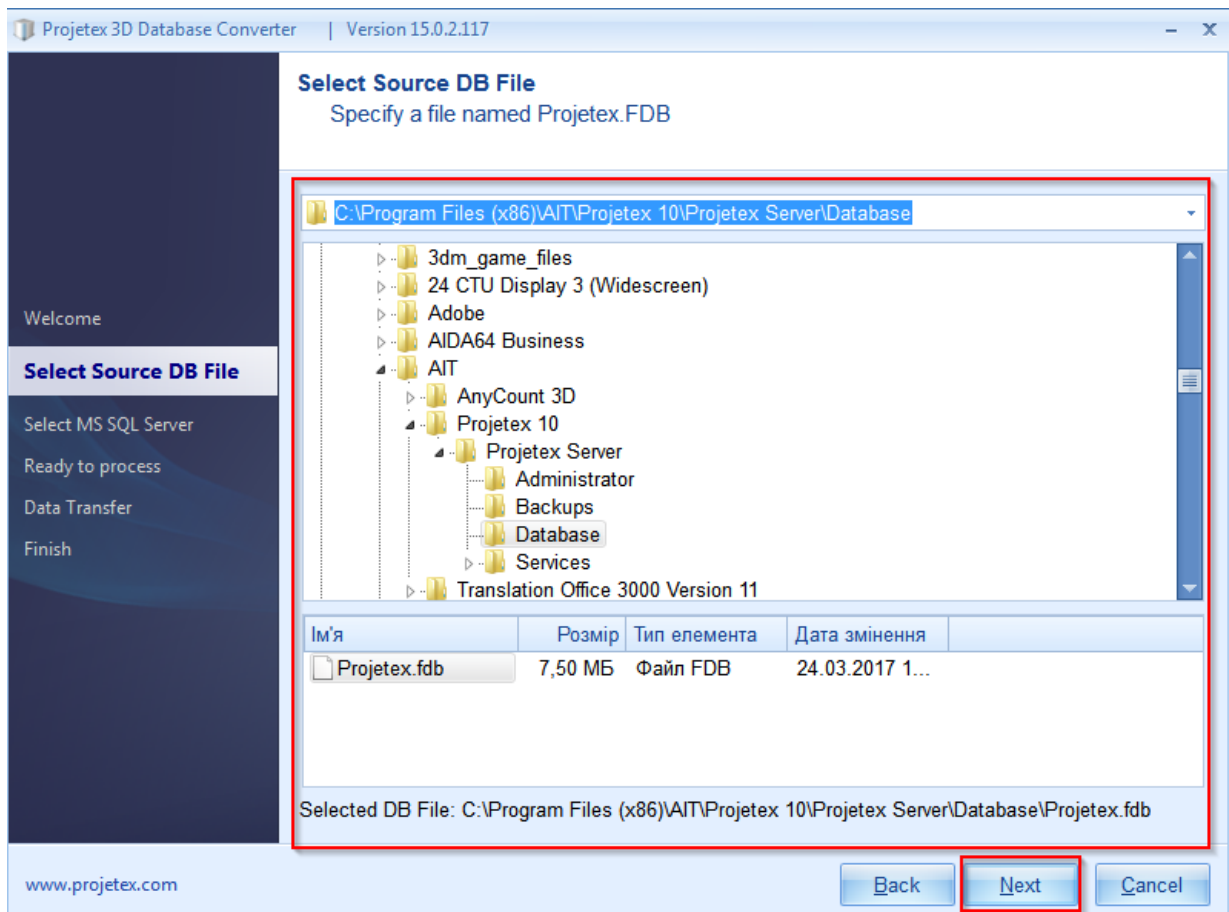 Projetex 3D Database Converter | Version 15.0.2.117
Select Source DB File
Specify a file named Projetex.FDB
Welcome
Select Source DB File
Select MS SQL Server
Ready to process
Data Transfer
Finish
C:\Program Files (x86)\AIT\Projetex 10\Projetex Server\Database
3dm_game_files
24 CTU Display 3 (Widescreen)
Adobe
AIDA64 Business
AIT
AnyCount 3D
Projetex 10
Projetex Server
Administrator
Backups
Database
Services
Translation Office 3000 Version 11
Ім'я Розмір Тип елемента Дата змінення
Projetex.fdb 7,50 МБ Файл FDB 24.03.2017 1...
Selected DB File: C:\Program Files (x86)\AIT\Projetex 10\Projetex Server\Database\Projetex.fdb
www.projetex.com
Back Next Cancel